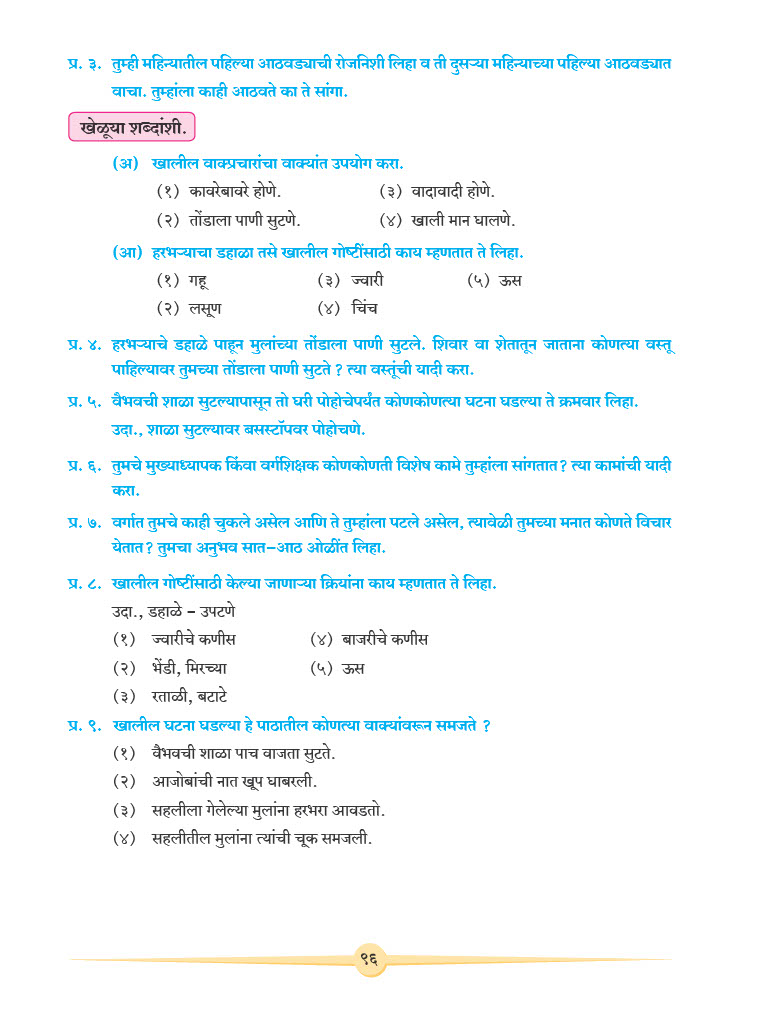 प्र. ३. तुम्ही महिन्यातील पहिल्या आठवड्याची रोजनिशी लिहा व ती दुसऱ्या महिन्याच्या पहिल्या आठवड्यात
वाचा. तुम्हांला काही आठवते का ते सांगा.
खेळूया शब्दांशी.
(अ) खालील वाक्प्रचारांचा वाक्यांत उपयोग करा.
(१) कावरेबावरे होणे. (३) वादावादी होणे.
(२) तोंडाला पाणी सुटणे. (४) खाली मान घालणे.
(आ) हरभऱ्याचा डहाळा तसे खालील गोष्टींसाठी काय म्हणतात ते लिहा.
(१) गहू (३) ज्वारी (५) ऊस
(२) लसूण (४) चिंच
प्र. ४. हरभऱ्याचे डहाळे पाहून मुलांच्या तोंडाला पाणी सुटले. शिवार वा शेतातून जाताना कोणत्या वस्तू
पाहिल्यावर तुमच्या तोंडाला पाणी सुटते ? त्या वस्तूंची यादी करा.
प्र. ५. वैभवची शाळा सुटल्यापासून तो घरी पोहोचेपर्यंत कोणकोणत्या घटना घडल्या ते क्रमवार लिहा.
उदा., शाळा सुटल्यावर बसस्टॉपवर पोहोचणे.
प्र. ६. तुमचे मुख्याध्यापक किंवा वर्गशिक्षक कोणकोणती विशेष कामे तुम्हांला सांगतात? त्या कामांची यादी
करा.
प्र. ७. वर्गात तुमचे काही चुकले असेल आणि ते तुम्हांला पटले असेल, त्यावेळी तुमच्या मनात कोणते विचार
येतात? तुमचा अनुभव सात-आठ ओळींत लिहा.
प्र. ८. खालील गोष्टींसाठी केल्या जाणाऱ्या क्रियांना काय म्हणतात ते लिहा.
उदा., डहाळे – उपटणे
(१) ज्वारीचे कणीस (४) बाजरीचे कणीस
(२) भेंडी, मिरच्या (५) ऊस
(३) रताळी, बटाटे
प्र. ९. खालील घटना घडल्या हे पाठातील कोणत्या वाक्यांवरून समजते ?
(१) वैभवची शाळा पाच वाजता सुटते.
(२) आजोबांची नात खूप घाबरली.
(३) सहलीला गेलेल्या मुलांना हरभरा आवडतो.
(४) सहलीतील मुलांना त्यांची चूक समजली.
९६